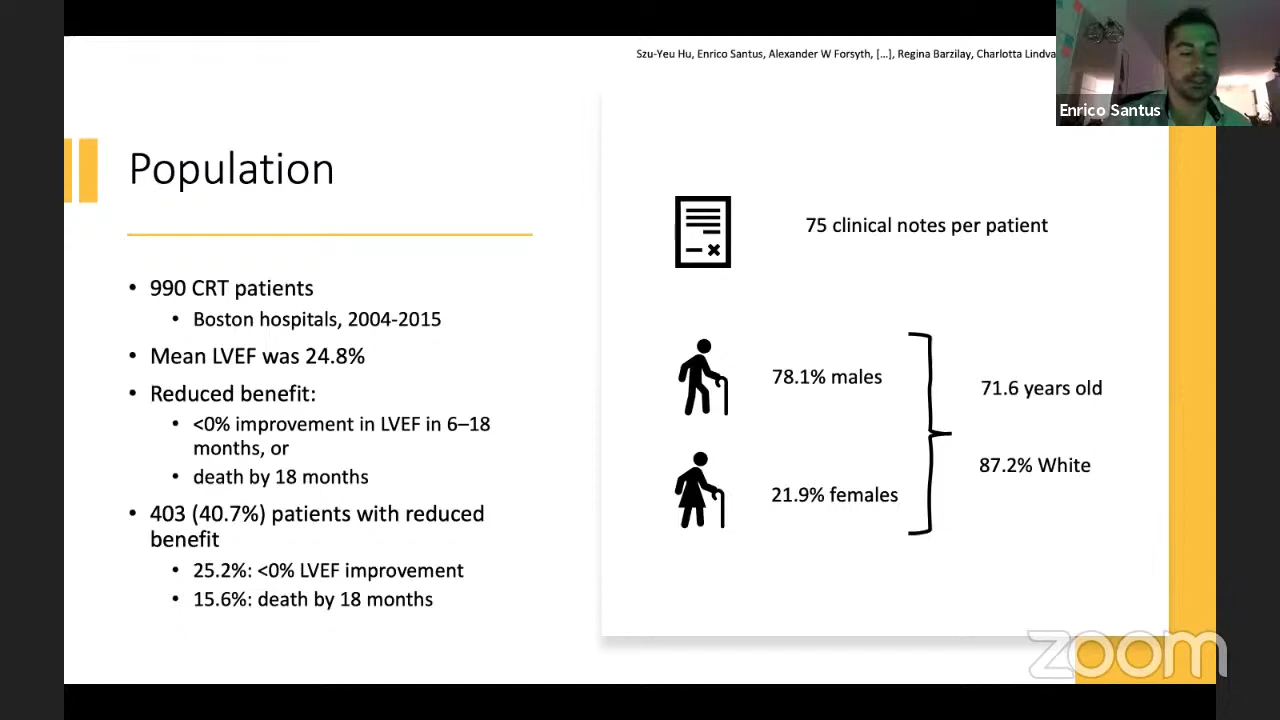 Szu-Yeu Hu, Enrico Santus, Alexander W Forsyth, [...], Regina Barzilay, Charlotta Lindva
Enrico Santus
Population
• 990 CRT patients
• Boston hospitals, 2004-2015
• Mean LVEF was 24.8%
• Reduced benefit:
• <0% improvement in LVEF in 6–18
months, or
• death by 18 months
• 403 (40.7%) patients with reduced
benefit
• 25.2%: <0% LVEF improvement
• 15.6%: death by 18 months
75 clinical notes per patient
78.1% males
21.9% females
71.6 years old
87.2% White
zoom